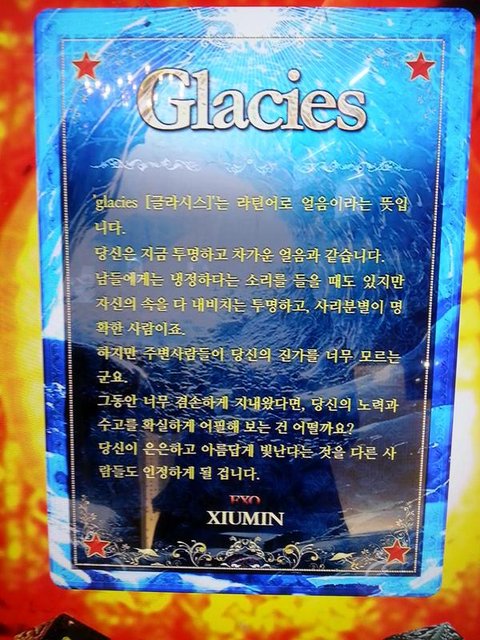 Glacies
'glacies [글라시스]'는 라틴어로 얼음이라는 뜻입
니다.
당신은 지금 투명하고 차가운 얼음과 같습니다.
남들에게는 냉정하다는 소리를 들을 때도 있지만
자신의 속을 다 내비치는 투명하고, 사리분별이 명
확한 사람이죠.
하지만 주변사람들이 당신의 진가를 너무 모르는
군요.
그동안 너무 겸손하게 지내왔다면, 당신의 노력과
수고를 확실하게 어필해 보는 건 어떨까요?
당신이 은은하고 아름답게 빛난다는 것을 다른 사
람들도 인정하게 될 겁니다.
EXO
XIUMIN